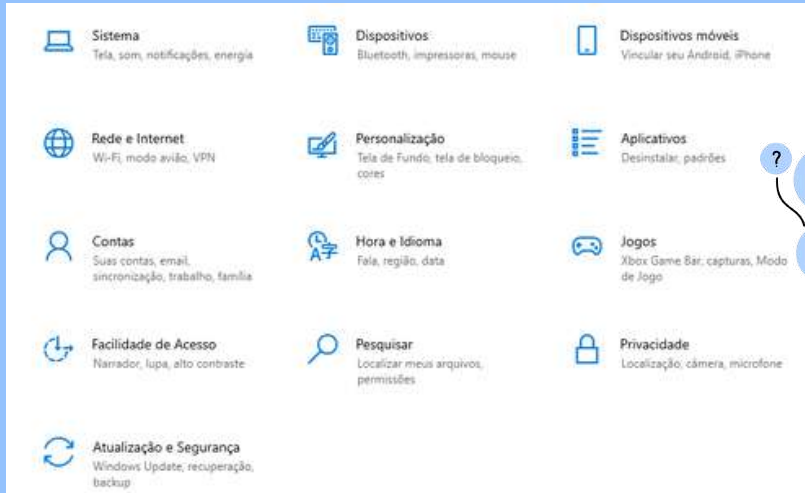 Sistema
Tela, som, notificações, energia
Dispositivos
Bluetooth, impressoras, mouse
Dispositivos móveis
Vincular seu Android, iPhone
Rede e Internet
Wi-Fi, modo avião, VPN
Personalização
Tela de Fundo, tela de bloqueio,
cores
Aplicativos
Desinstalar, padrões
?
Contas
Suas contas, email,
sincronização, trabalho, família
Hora e Idioma
Fala, região, data
Jogos
Xbox Game Bar, capturas, Modo
de Jogo
Facilidade de Acesso
Narrador, lupa, alto contraste
Pesquisar
Localizar meus arquivos,
permissões
Privacidade
Localização, câmera, microfone
Atualização e Segurança
Windows Update, recuperação,
backup